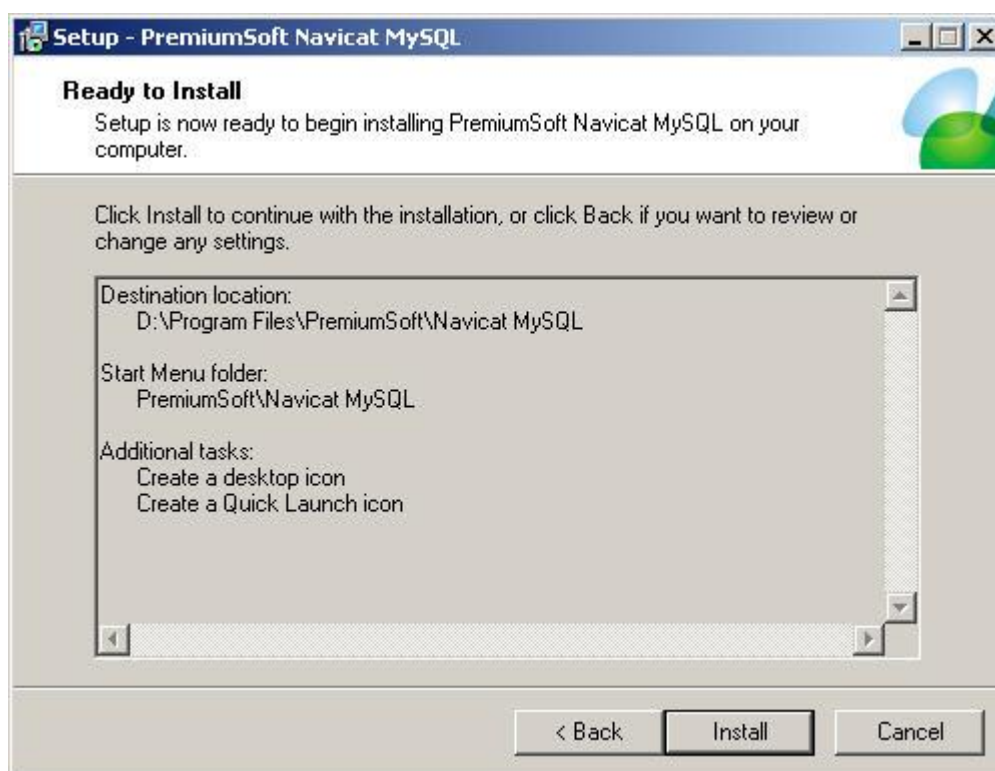 Setup - PremiumSoft Navicat MySQL
Ready to Install
Setup is now ready to begin installing PremiumSoft Navicat MySQL on your
computer.
Click Install to continue with the installation, or click Back if you want to review or
change any settings.
Destination location:
D:\Program Files\PremiumSoft\Navicat MySQL
Start Menu folder:
PremiumSoft\Navicat MySQL
Additional tasks:
Create a desktop icon
Create a Quick Launch icon
< Back Install Cancel